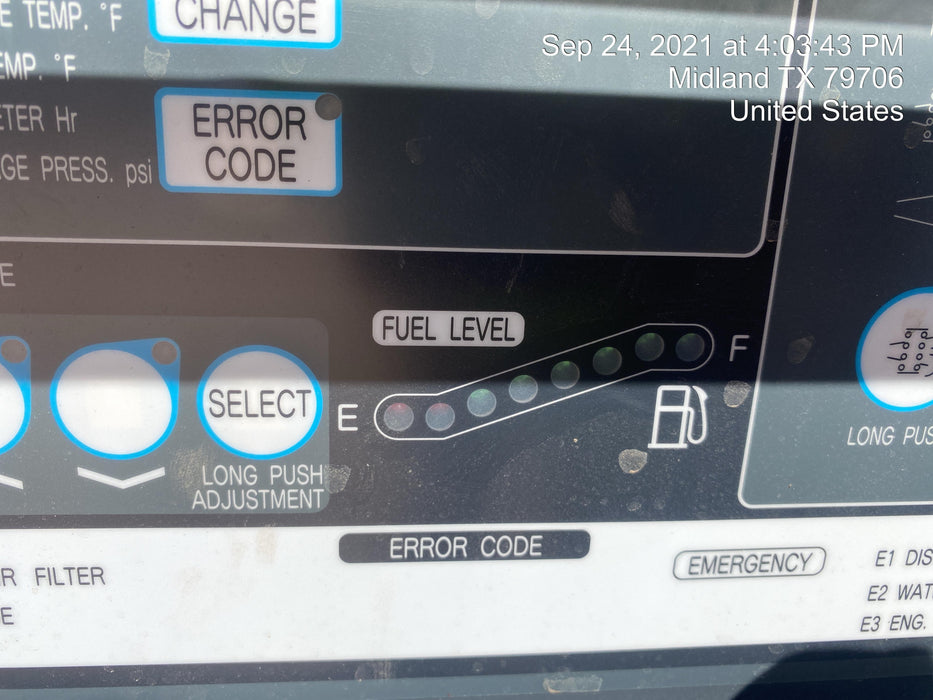 E TEMP. °F
CHANGE
Sep 24, 2021 at 4:03:43 PM
Midland TX 79706
United States
EMP. °F
ETER Hr
ERROR
CODE
GE PRESS. psi
E
FUEL LEVEL
F
SELECT
E
LONG PUSH
ADJUSTMENT
LONG PUS
ERROR CODE
R FILTER
EMERGENCY
E1 DIS
E
E2 WAT
E3 ENG.